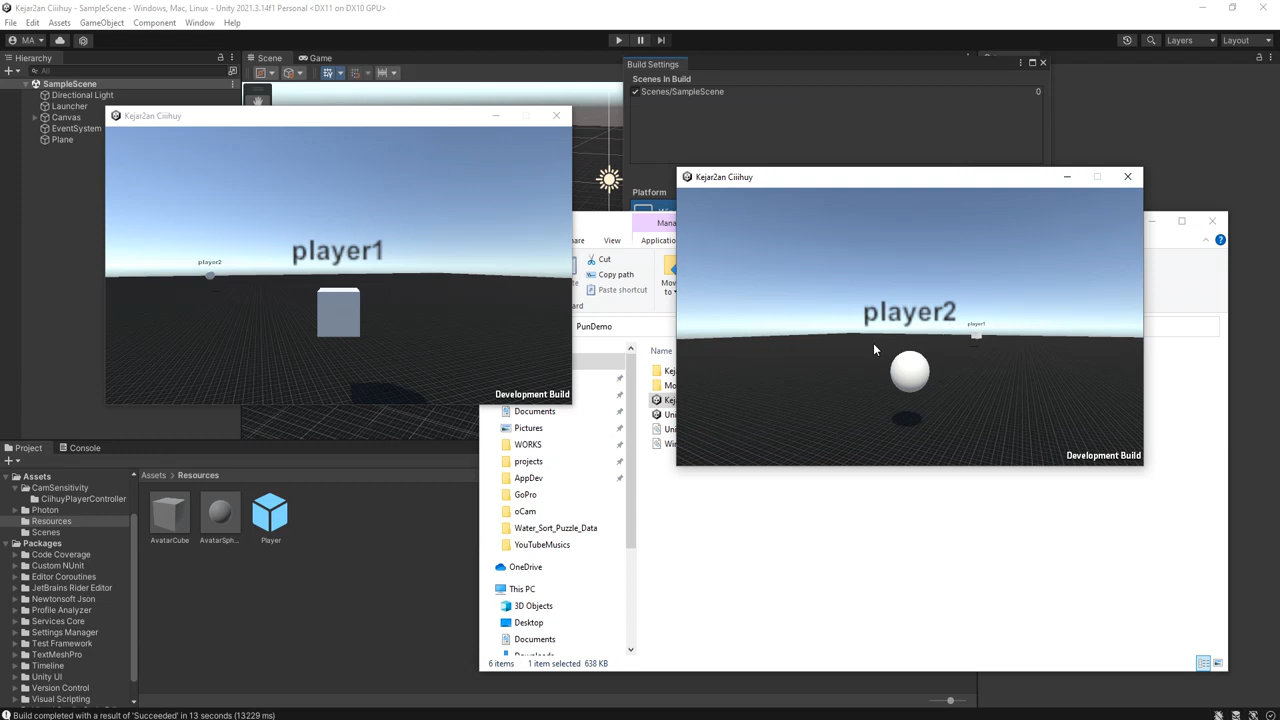 Kejar2an Ciiihuy - SampleScene - Windows, Mac, Linux - Unity 2021.3.14f1 Personal <DX11 on DX10 GPU>
File Edit Assets GameObject Component Window Help
MA
Layers
Layout
Hierarchy
All
SampleScene
Directional Light
Launcher
Canvas
EventSystem
Plane
Scene
Game
Build Settings
Scenes In Build
Scenes/SampleScene
0
Platform
Kejar2an Ciiihuy
player1
player2
Development Build
Kejar2an Ciiihuy
player2
player1
Development Build
View
Cut
Copy path
Paste shortcut
PunDemo
Name
Documents
Pictures
WORKS
projects
AppDev
GoPro
oCam
Water_Sort_Puzzle_Data
YouTubeMusics
OneDrive
This PC
3D Objects
Desktop
Documents
6 items
1 item selected 638 KB
Project
Console
Assets
CamSensitivity
CiihuyPlayerController
Photon
Resources
Scenes
Packages
Code Coverage
Custom NUnit
Editor Coroutines
JetBrains Rider Editor
Newtonsoft Json
Profile Analyzer
Services Core
Settings Manager
Test Framework
TextMeshPro
Timeline
Unity UI
Version Control
Visual Scripting
Assets
Resources
AvatarCube
AvatarSph...
Player
Build completed with a result of 'Succeeded' in 13 seconds (13229 ms)